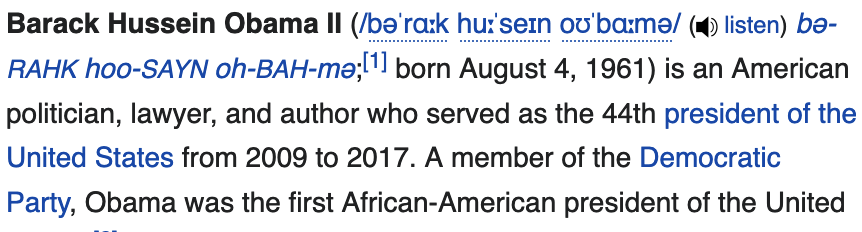 Barack Hussein Obama II (/bəˈrɑːk huːˈseɪn oʊˈbɑːmə/ (listen) bə-
RAHK hoo-SAYN oh-BAH-mə;[1] born August 4, 1961) is an American
politician, lawyer, and author who served as the 44th president of the
United States from 2009 to 2017. A member of the Democratic
Party, Obama was the first African-American president of the United